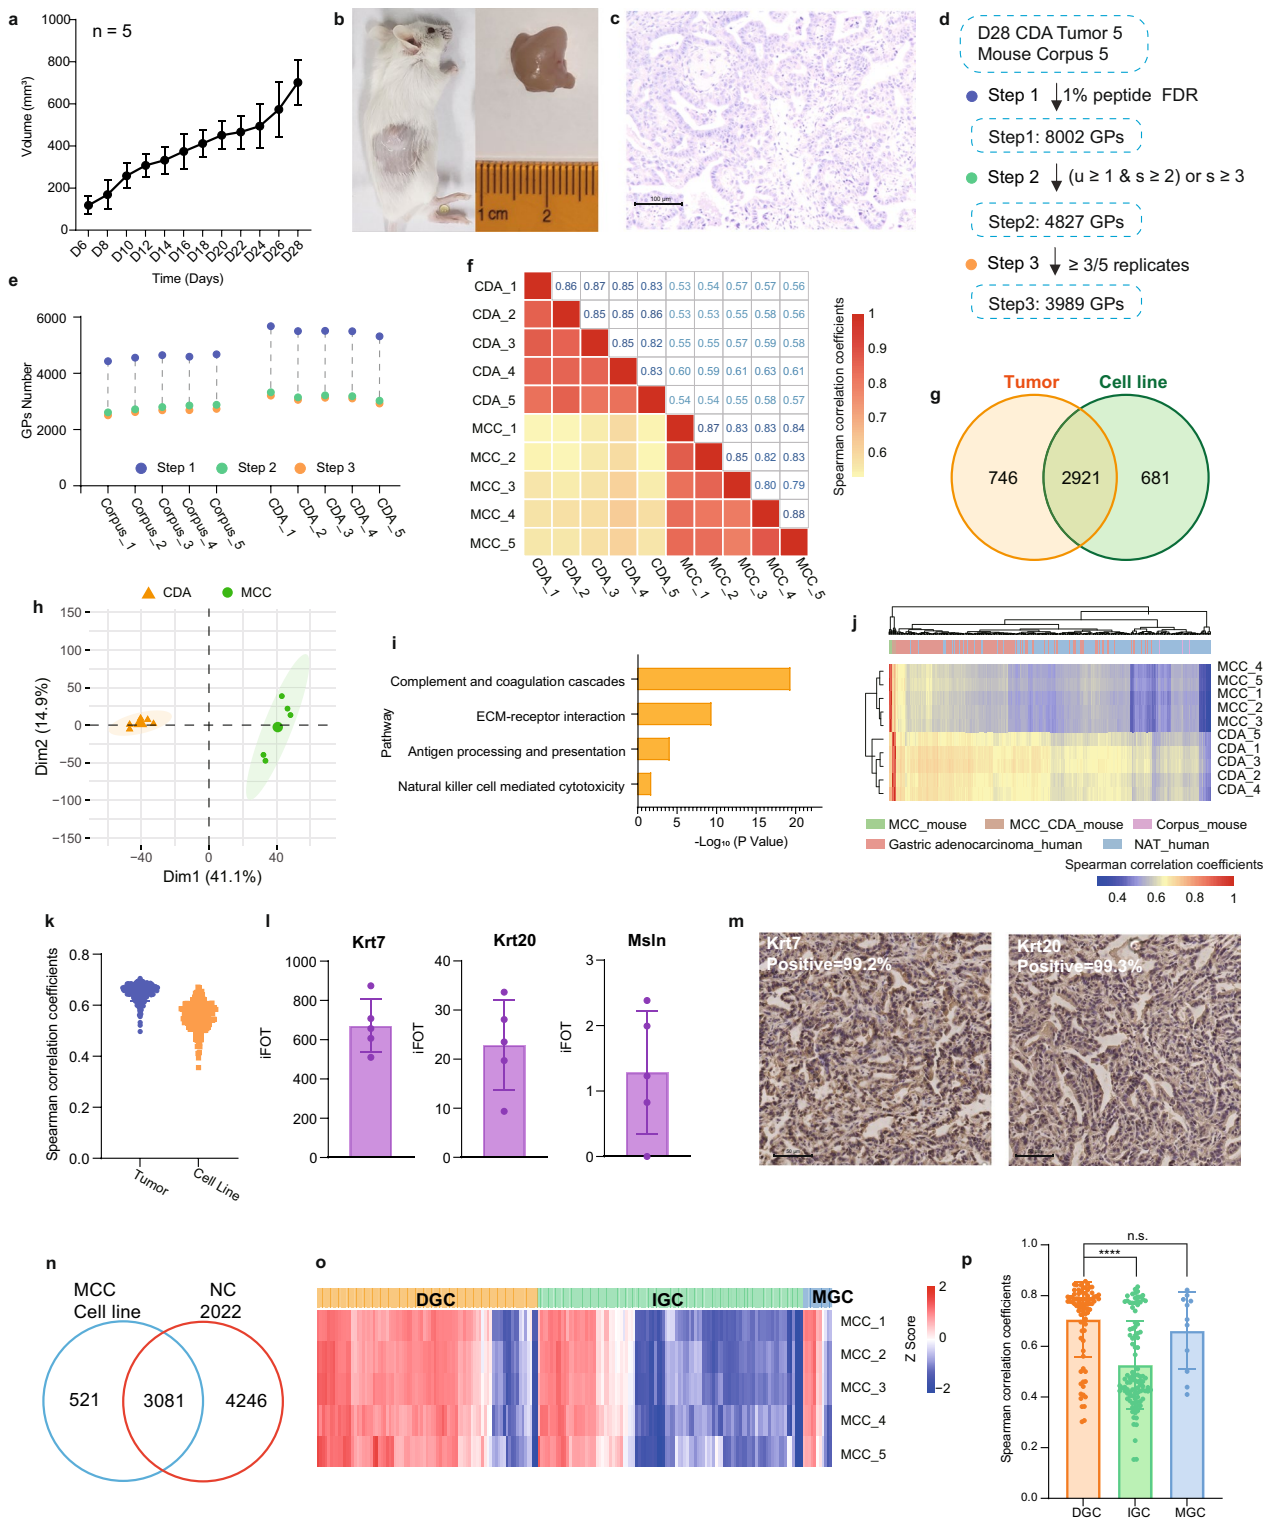 a
n = 5
Volume (mm³)
1000
800
600
400
200
0
D6 D8 D10 D12 D14 D16 D18 D20 D22 D24 D26 D28
Time (Days)
b
1 cm 2
c
100 μm
d
D28 CDA Tumor 5
Mouse Corpus 5
Step 1 1% peptide FDR
Step1: 8002 GPs
Step 2 (u ≥ 1 & s ≥ 2) or s ≥ 3
Step2: 4827 GPs
Step 3 ≥ 3/5 replicates
Step3: 3989 GPs
e
GPs Number
6000
4000
2000
0
Step 1 Step 2 Step 3
Corpus_1 Corpus_2 Corpus_3 Corpus_4 Corpus_5 CDA_1 CDA_2 CDA_3 CDA_4 CDA_5
f
CDA_1 0.86 0.87 0.85 0.83 0.53 0.54 0.57 0.57 0.56
CDA_2 0.85 0.85 0.86 0.53 0.53 0.56 0.57 0.56
CDA_3 0.85 0.82 0.55 0.55 0.57 0.59 0.58
CDA_4 0.83 0.60 0.59 0.61 0.63 0.61
CDA_5 0.54 0.54 0.55 0.58 0.57
MCC_1 0.87 0.83 0.83 0.84
MCC_2 0.85 0.82 0.83
MCC_3 0.80 0.79
MCC_4 0.88
MCC_5
CDA_1 CDA_2 CDA_3 CDA_4 CDA_5 MCC_1 MCC_2 MCC_3 MCC_4 MCC_5
Spearman correlation coefficients
1
0.9
0.8
0.7
0.6
g
Tumor Cell line
746 2921 681
h
CDA MCC
Dim2 (14.9%)
150
100
50
0
−50
−100
−150
−40 0 40
Dim1 (41.1%)
i
Pathway
Complement and coagulation cascades
ECM-receptor interaction
Antigen processing and presentation
Natural killer cell mediated cytotoxicity
0 5 10 15 20
-Log₁₀ (P Value)
j
MCC_4
MCC_5
MCC_1
MCC_2
MCC_3
CDA_5
CDA_1
CDA_3
CDA_2
CDA_4
MCC_mouse MCC_CDA_mouse Corpus_mouse
Gastric adenocarcinoma_human NAT_human
Spearman correlation coefficients
0.4 0.6 0.8 1
k
Spearman correlation coefficients
0.8
0.6
0.4
0.2
0.0
Tumor Cell Line
l
Krt7
iFOT
1000
800
600
400
200
0
Krt20
iFOT
40
30
20
10
0
Msln
iFOT
3
2
1
0
m
Krt7
Positive=99.2%
Krt20
Positive=99.3%
n
MCC
Cell line
NC
2022
521 3081 4246
o
DGC IGC MGC
MCC_1
MCC_2
MCC_3
MCC_4
MCC_5
Z Score
2
0
−2
p
n.s.
****
Spearman correlation coefficients
1.0
0.8
0.6
0.4
0.2
0.0
DGC IGC MGC